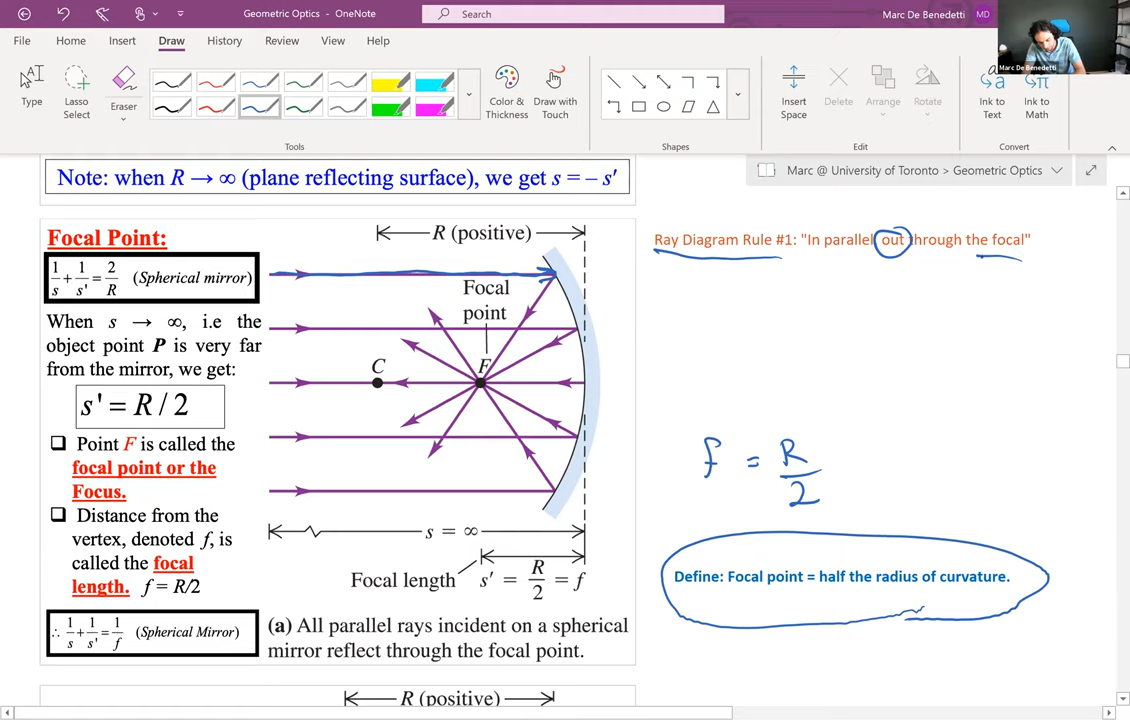 Geometric Optics - OneNote
Search
Marc De Benedetti
MD
Marc De Benedetti
File Home Insert Draw History Review View Help
Type
Lasso Select
Eraser
Color & Thickness
Draw with Touch
Insert Space
Delete
Arrange
Rotate
a
Ink to Text
π
Ink to Math
Tools
Shapes
Edit
Convert
Marc @ University of Toronto > Geometric Optics
Note: when R → ∞ (plane reflecting surface), we get s = – s'
Focal Point:
1/s + 1/s' = 2/R (Spherical mirror)
When s → ∞, i.e the
object point P is very far
from the mirror, we get:
s' = R / 2
❑ Point F is called the
focal point or the
Focus.
❑ Distance from the
vertex, denoted f, is
called the focal
length. f = R/2
∴ 1/s + 1/s' = 1/f (Spherical Mirror)
R (positive)
Focal
point
C
F
s = ∞
Focal length s' = R/2 = f
(a) All parallel rays incident on a spherical
mirror reflect through the focal point.
R (positive)
Ray Diagram Rule #1: "In parallel out through the focal"
f = R/2
Define: Focal point = half the radius of curvature.